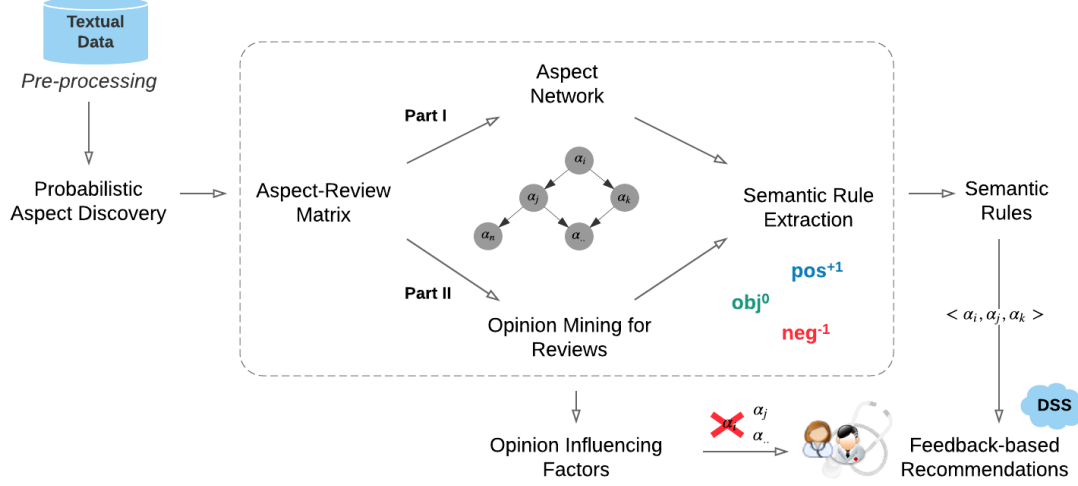 Textual
Data
Pre-processing
Probabilistic
Aspect Discovery
Aspect-Review
Matrix
Part I
Aspect
Network
αi
αj
αk
αn
α..
Part II
Opinion Mining for
Reviews
Semantic Rule
Extraction
pos+1
obj0
neg-1
Semantic
Rules
< αi, αj, αk >
DSS
Feedback-based
Recommendations
Opinion Influencing
Factors
αi
αj
α..